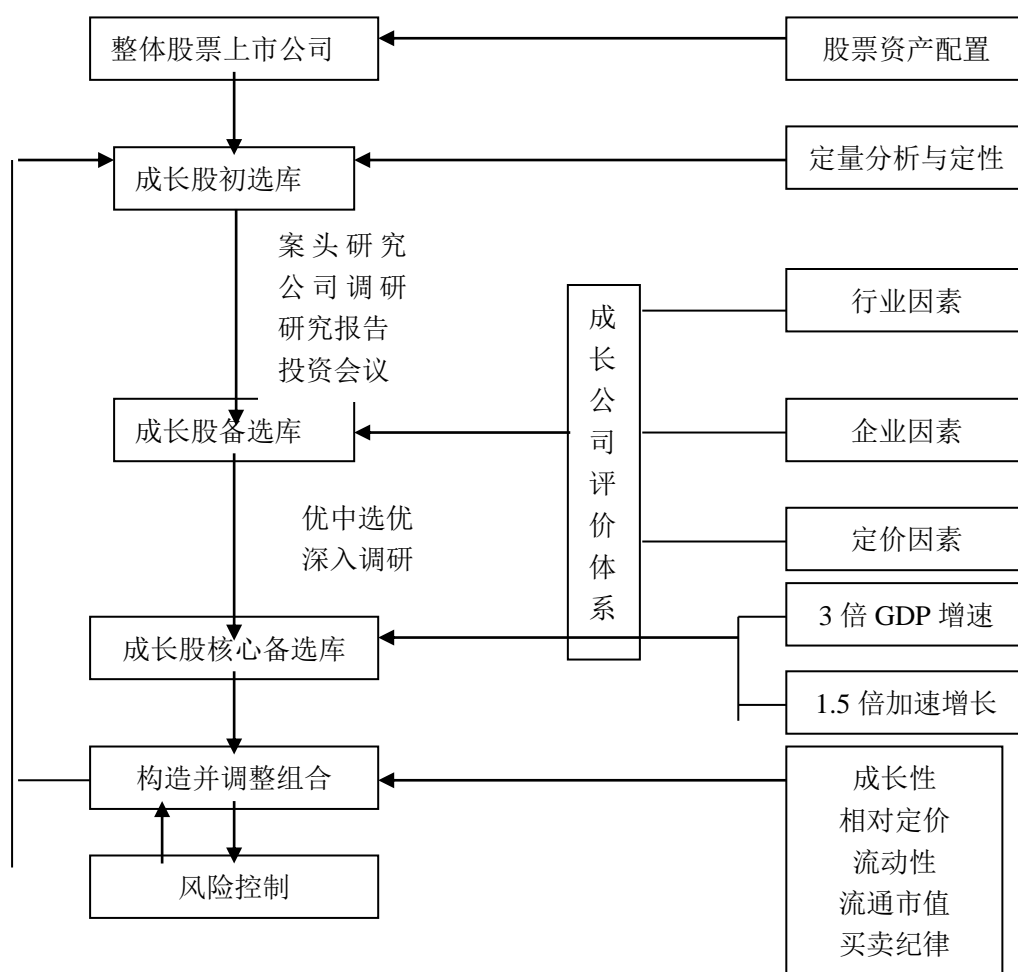 整体股票上市公司
股票资产配置
成长股初选库
定量分析与定性
案头研究
公司调研
研究报告
投资会议
成长公司评价体系
行业因素
成长股备选库
企业因素
优中选优
深入调研
定价因素
成长股核心备选库
3 倍 GDP 增速
1.5 倍加速增长
构造并调整组合
成长性
相对定价
流动性
流通市值
买卖纪律
风险控制